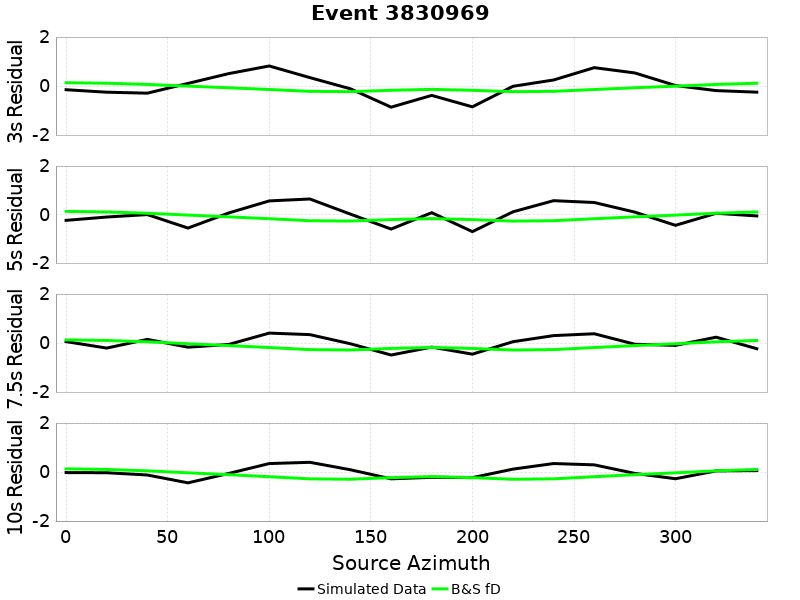 Event 3830969
3s Residual
2
0
-2
5s Residual
2
0
-2
7.5s Residual
2
0
-2
10s Residual
2
0
-2
0 50 100 150 200 250 300
Source Azimuth
Simulated Data B&S fD